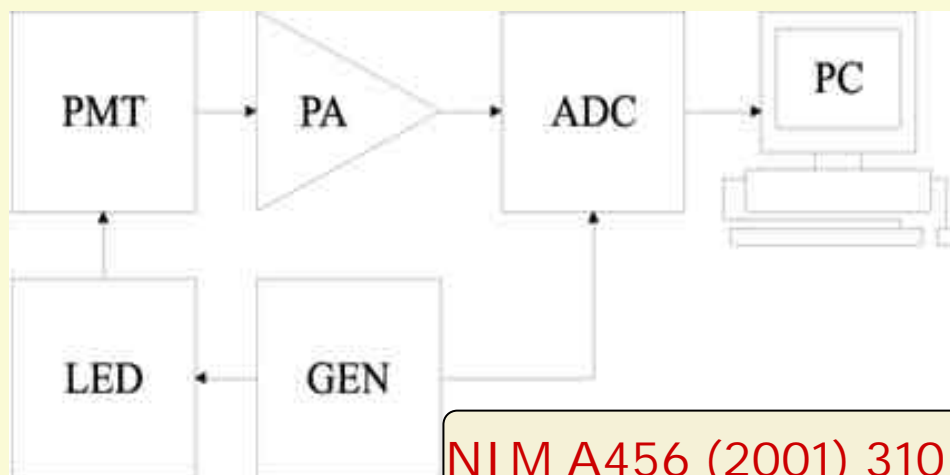 PMT
PA
ADC
PC
LED
GEN
NIM A456 (2001) 310